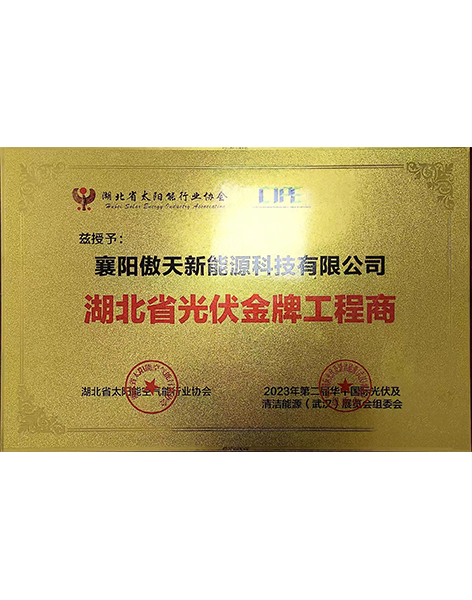 湖北省太阳能行业协会
Hubei Solar Energy Industry Association
兹授予：
襄阳傲天新能源科技有限公司
湖北省光伏金牌工程商
湖北省太阳能空气能行业协会
2023年第二届华中国际光伏及
清洁能源（武汉）展览会组委会